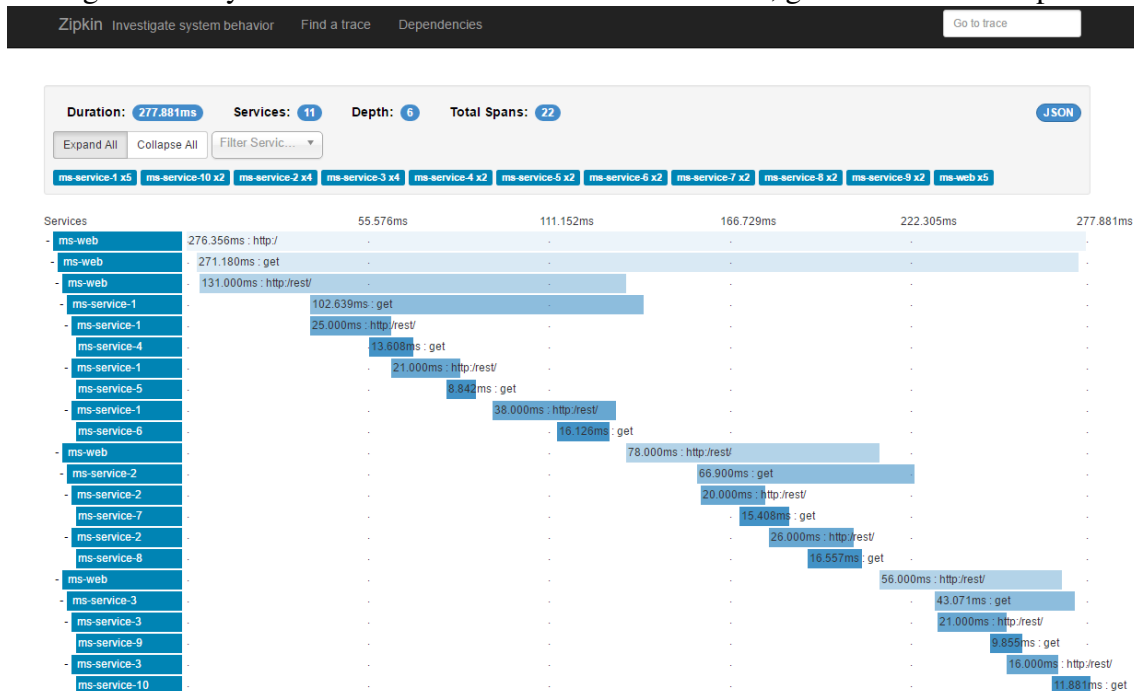 Zipkin Investigate system behavior Find a trace Dependencies Go to trace
Duration: 277.881ms Services: 11 Depth: 6 Total Spans: 22 JSON
Expand All Collapse All Filter Servic...
ms-service-1 x5 ms-service-10 x2 ms-service-2 x4 ms-service-3 x4 ms-service-4 x2 ms-service-5 x2 ms-service-6 x2 ms-service-7 x2 ms-service-8 x2 ms-service-9 x2 ms-web x5
Services 55.576ms 111.152ms 166.729ms 222.305ms 277.881ms
- ms-web 276.356ms : http:/
- ms-web 271.180ms : get
- ms-web 131.000ms : http:/rest/
- ms-service-1 102.639ms : get
- ms-service-1 25.000ms : http:/rest/
ms-service-4 13.608ms : get
- ms-service-1 21.000ms : http:/rest/
ms-service-5 8.842ms : get
- ms-service-1 38.000ms : http:/rest/
ms-service-6 16.126ms : get
- ms-web 78.000ms : http:/rest/
- ms-service-2 66.900ms : get
- ms-service-2 20.000ms : http:/rest/
ms-service-7 15.408ms : get
- ms-service-2 26.000ms : http:/rest/
ms-service-8 16.557ms : get
- ms-web 56.000ms : http:/rest/
- ms-service-3 43.071ms : get
- ms-service-3 21.000ms : http:/rest/
ms-service-9 9.855ms : get
- ms-service-3 16.000ms : http:/rest/
ms-service-10 11.881ms : get